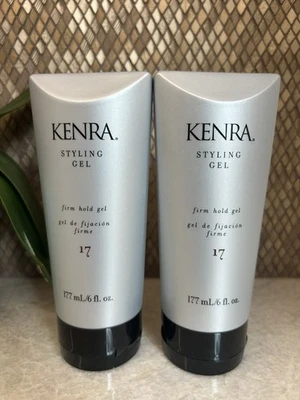 KENRA®
STYLING
GEL
firm hold gel
gel de fijación
firme
17
177 mL/6 fl. oz.
KENRA®
STYLING
GEL
firm hold gel
gel de fijación
firme
17
177 mL/6 fl. oz.